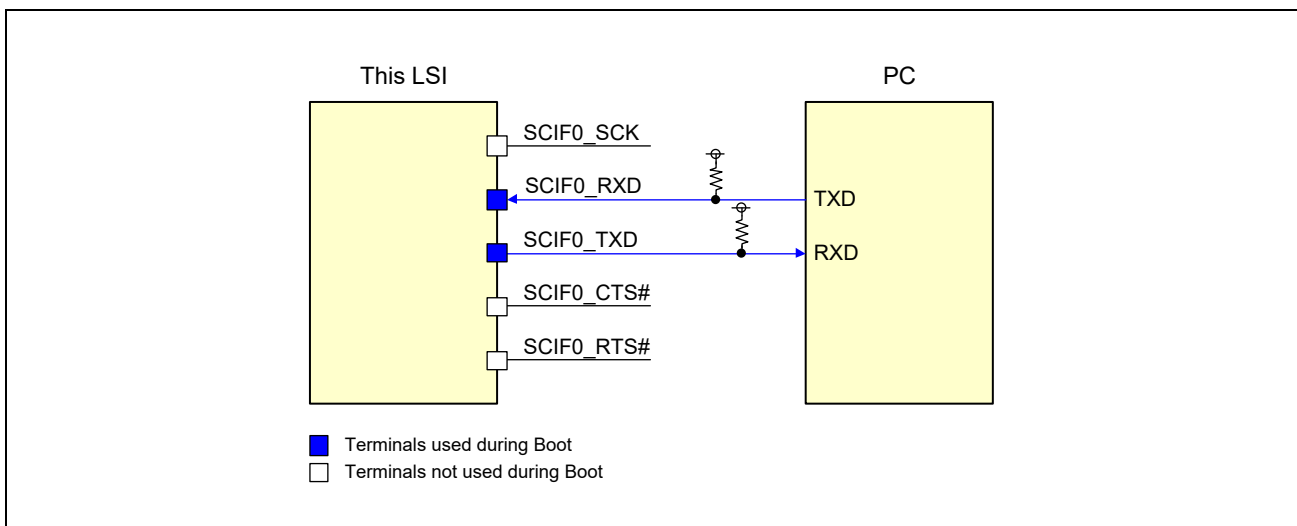 This LSI
PC
SCIF0_SCK
SCIF0_RXD
TXD
SCIF0_TXD
RXD
SCIF0_CTS#
SCIF0_RTS#
Terminals used during Boot
Terminals not used during Boot